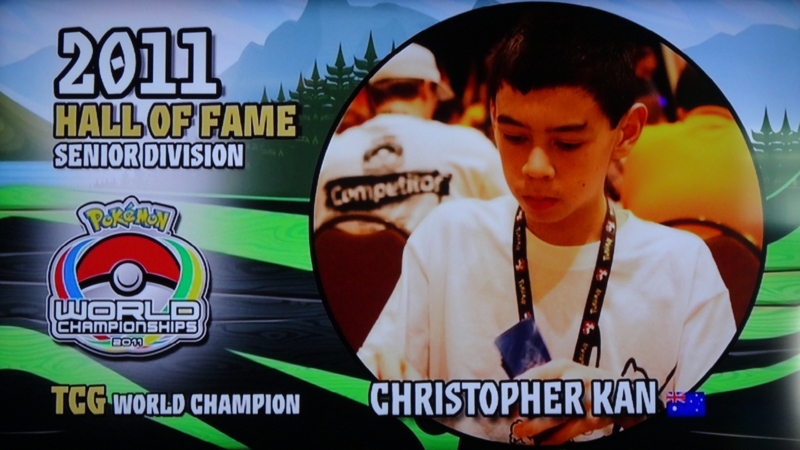 2011
HALL OF FAME
SENIOR DIVISION
Competitor
POKÉMON
WORLD
CHAMPIONSHIPS
2011
TCG WORLD CHAMPION
CHRISTOPHER KAN